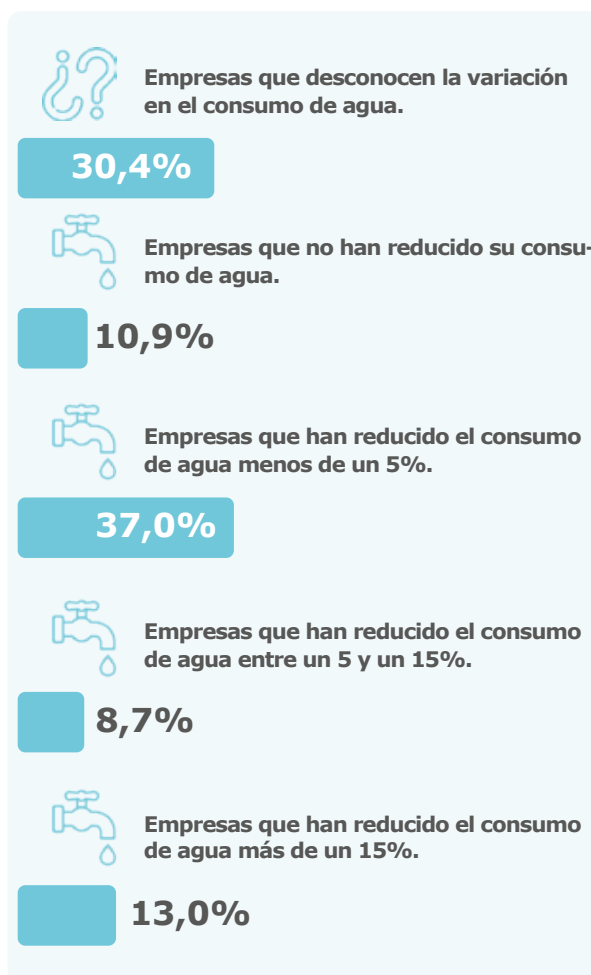 Empresas que desconocen la variación
en el consumo de agua.
30,4%
Empresas que no han reducido su consu-
mo de agua.
10,9%
Empresas que han reducido el consumo
de agua menos de un 5%.
37,0%
Empresas que han reducido el consumo
de agua entre un 5 y un 15%.
8,7%
Empresas que han reducido el consumo
de agua más de un 15%.
13,0%